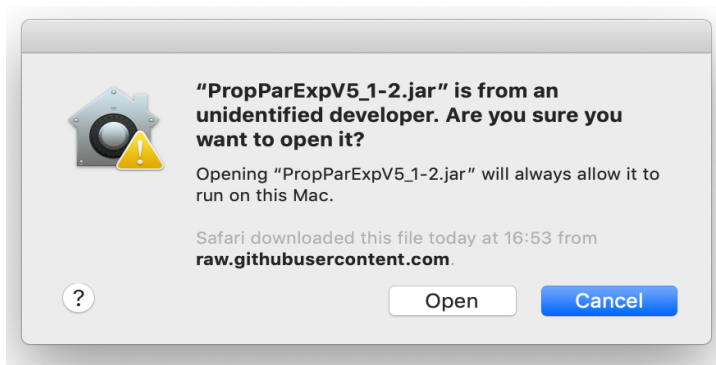 “PropParExpV5_1-2.jar” is from an
unidentified developer. Are you sure you
want to open it?
Opening “PropParExpV5_1-2.jar” will always allow it to
run on this Mac.
Safari downloaded this file today at 16:53 from
raw.githubusercontent.com.
?
Open
Cancel